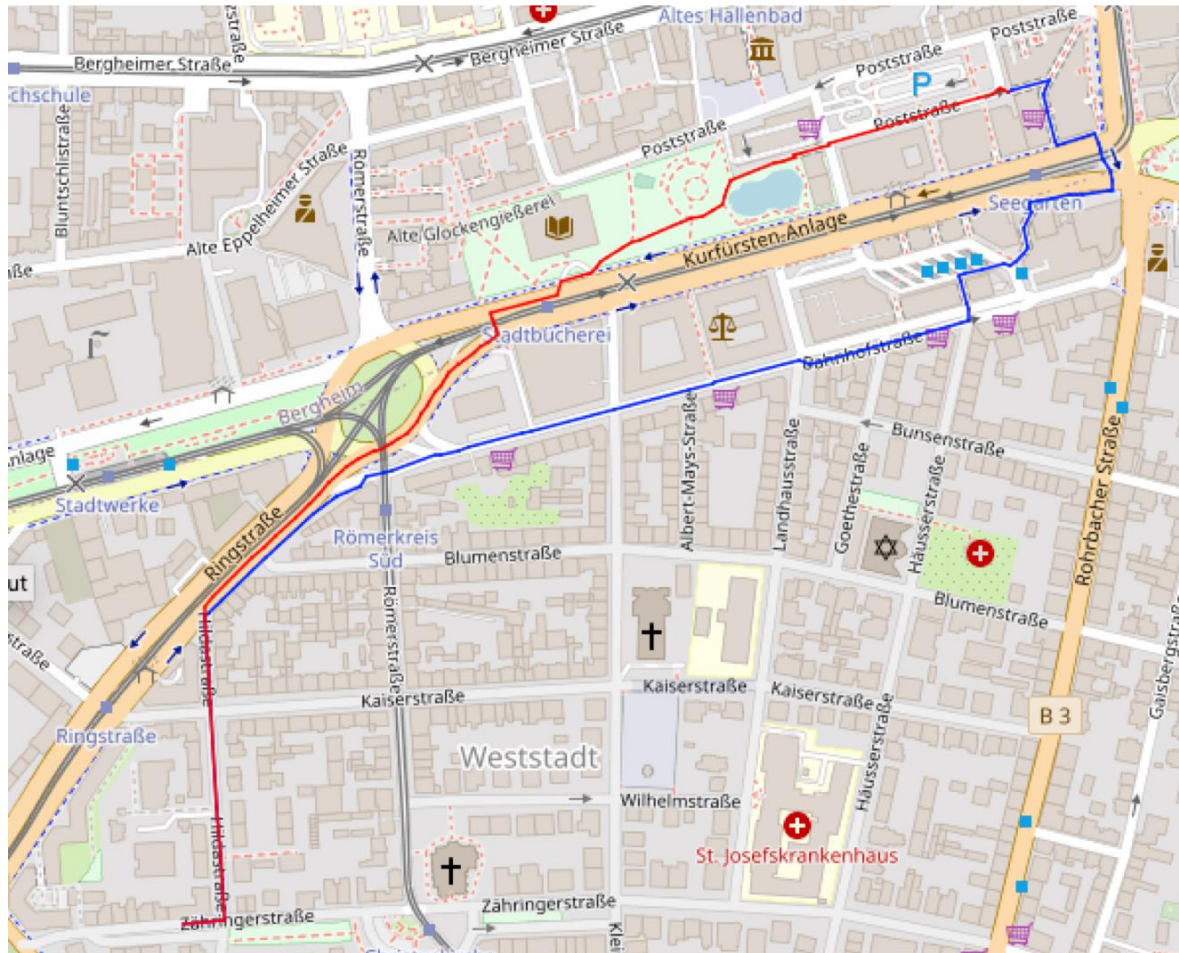 Altes Hallenbad
Bergheimer Straße
Bergheimer Straße
Poststraße
Poststraße
P
Poststraße
Poststraße
Bluntschlistraße
Römerstraße
Alte Eppelheimer Straße
Alte Glockengießerei
Seegarten
Kurfürsten-Anlage
Stadtbücherei
Bahnhofstraße
Bergheim
Anlage
Stadtwerke
Römerkreis
Süd
Ringstraße
Blumenstraße
Albert-Mays-Straße
Landhausstraße
Goethestraße
Häusserstraße
Bunsenstraße
Rohrbacher Straße
ut
Blumenstraße
Hildastraße
Römerstraße
Kaiserstraße
Kaiserstraße
Kaiserstraße
Gaisbergstraße
B 3
Ringstraße
Weststadt
Wilhelmstraße
Häusserstraße
St. Josefskrankenhaus
Hildastraße
Zähringerstraße
Zähringerstraße
Klei